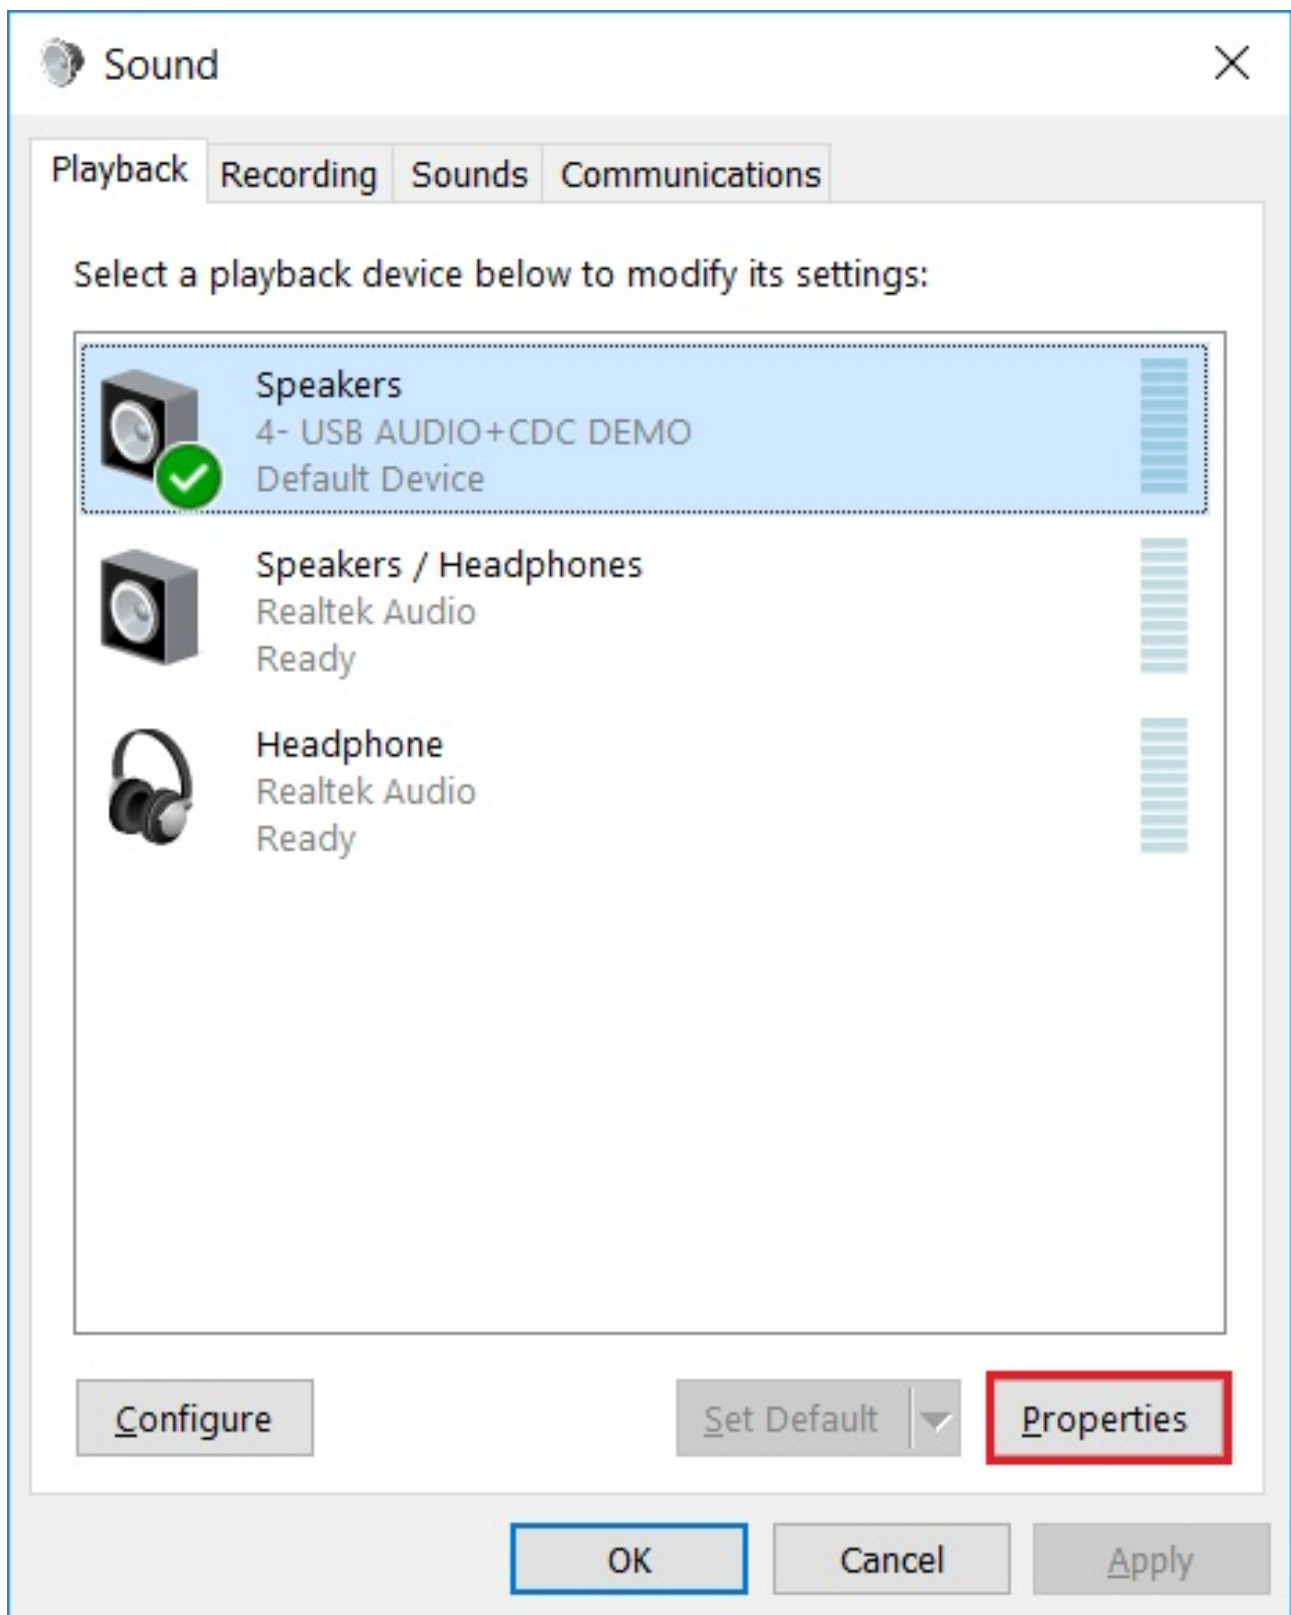 Sound
Playback Recording Sounds Communications
Select a playback device below to modify its settings:
Speakers
4- USB AUDIO+CDC DEMO
Default Device
Speakers / Headphones
Realtek Audio
Ready
Headphone
Realtek Audio
Ready
Configure Set Default Properties
OK Cancel Apply